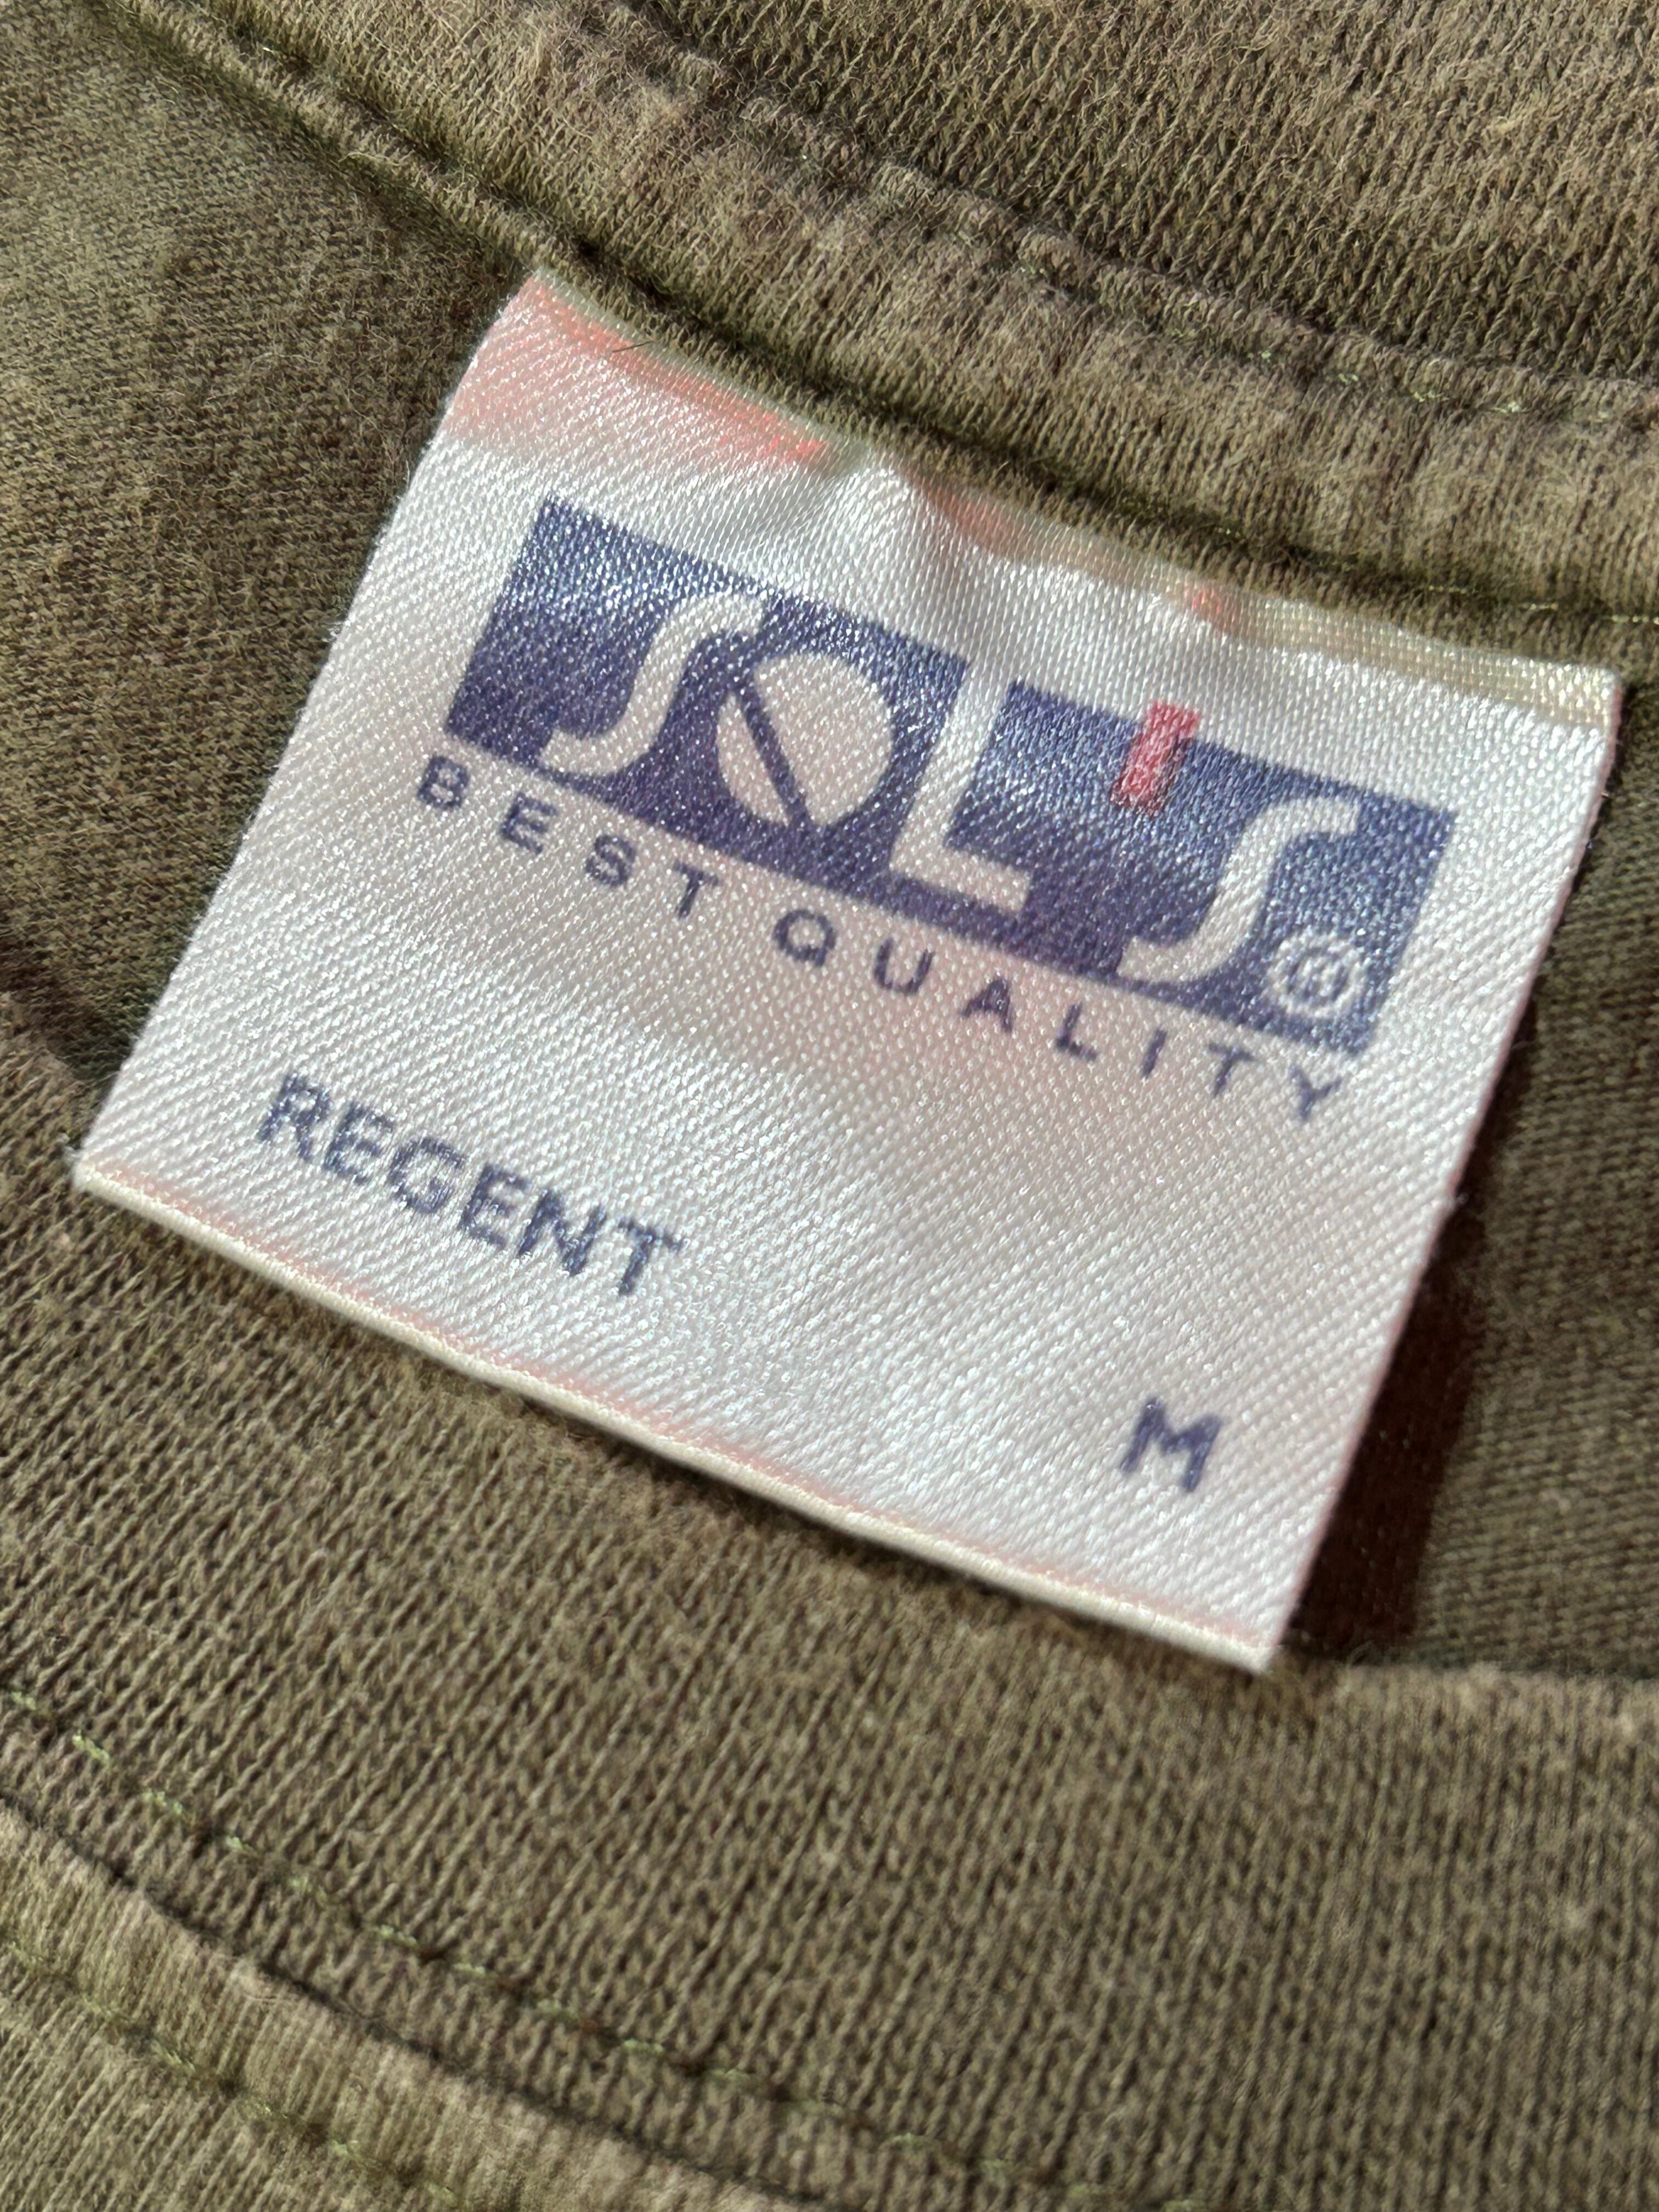 SOL'S®
BEST QUALITY
REGENT
M